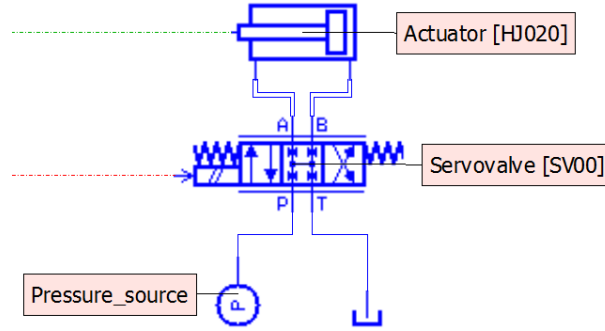 Actuator [HJ020]
A B
Servovalve [SV00]
P T
Pressure_source
P